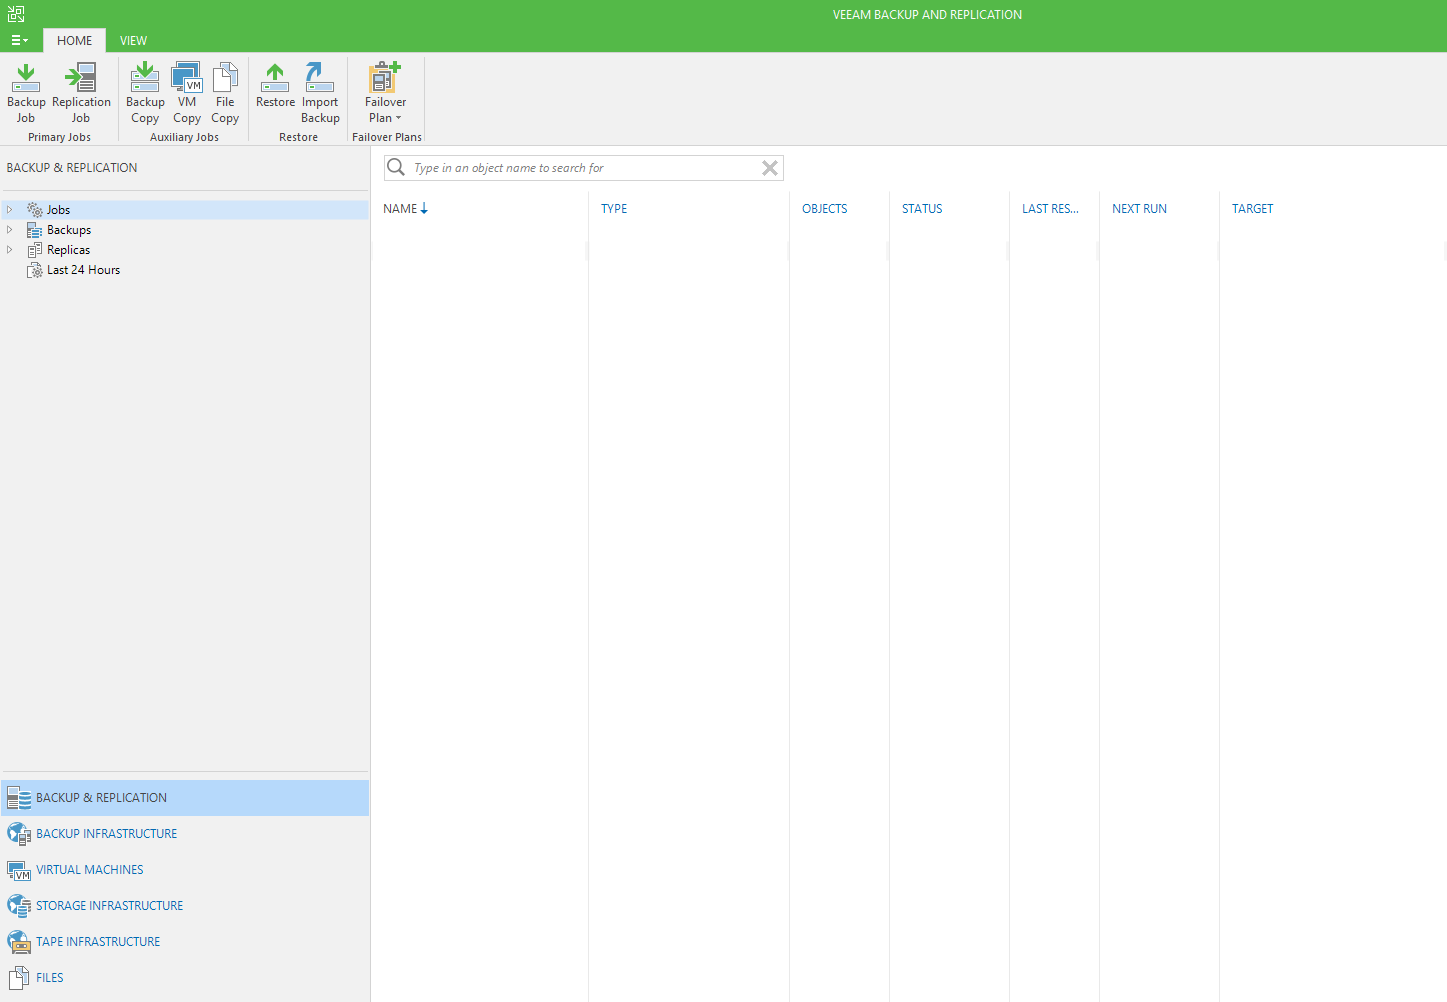 VEEAM BACKUP AND REPLICATION
HOME VIEW
Backup Job
Replication Job
Backup Copy
VM
VM Copy
File Copy
Restore
Import Backup
Failover Plan
Primary Jobs
Auxiliary Jobs
Restore
Failover Plans
BACKUP & REPLICATION
Type in an object name to search for
Jobs
Backups
Replicas
Last 24 Hours
NAME TYPE OBJECTS STATUS LAST RES... NEXT RUN TARGET
BACKUP & REPLICATION
BACKUP INFRASTRUCTURE
VM
VIRTUAL MACHINES
STORAGE INFRASTRUCTURE
TAPE INFRASTRUCTURE
FILES